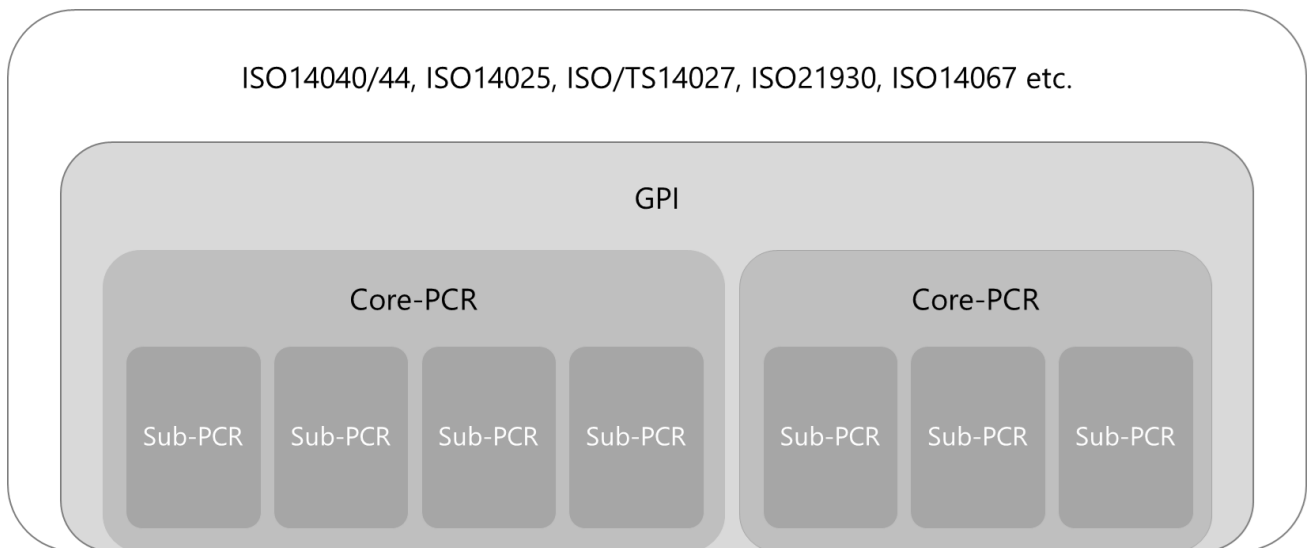 ISO14040/44, ISO14025, ISO/TS14027, ISO21930, ISO14067 etc.
GPI
Core-PCR Core-PCR
Sub-PCR Sub-PCR Sub-PCR Sub-PCR Sub-PCR Sub-PCR Sub-PCR